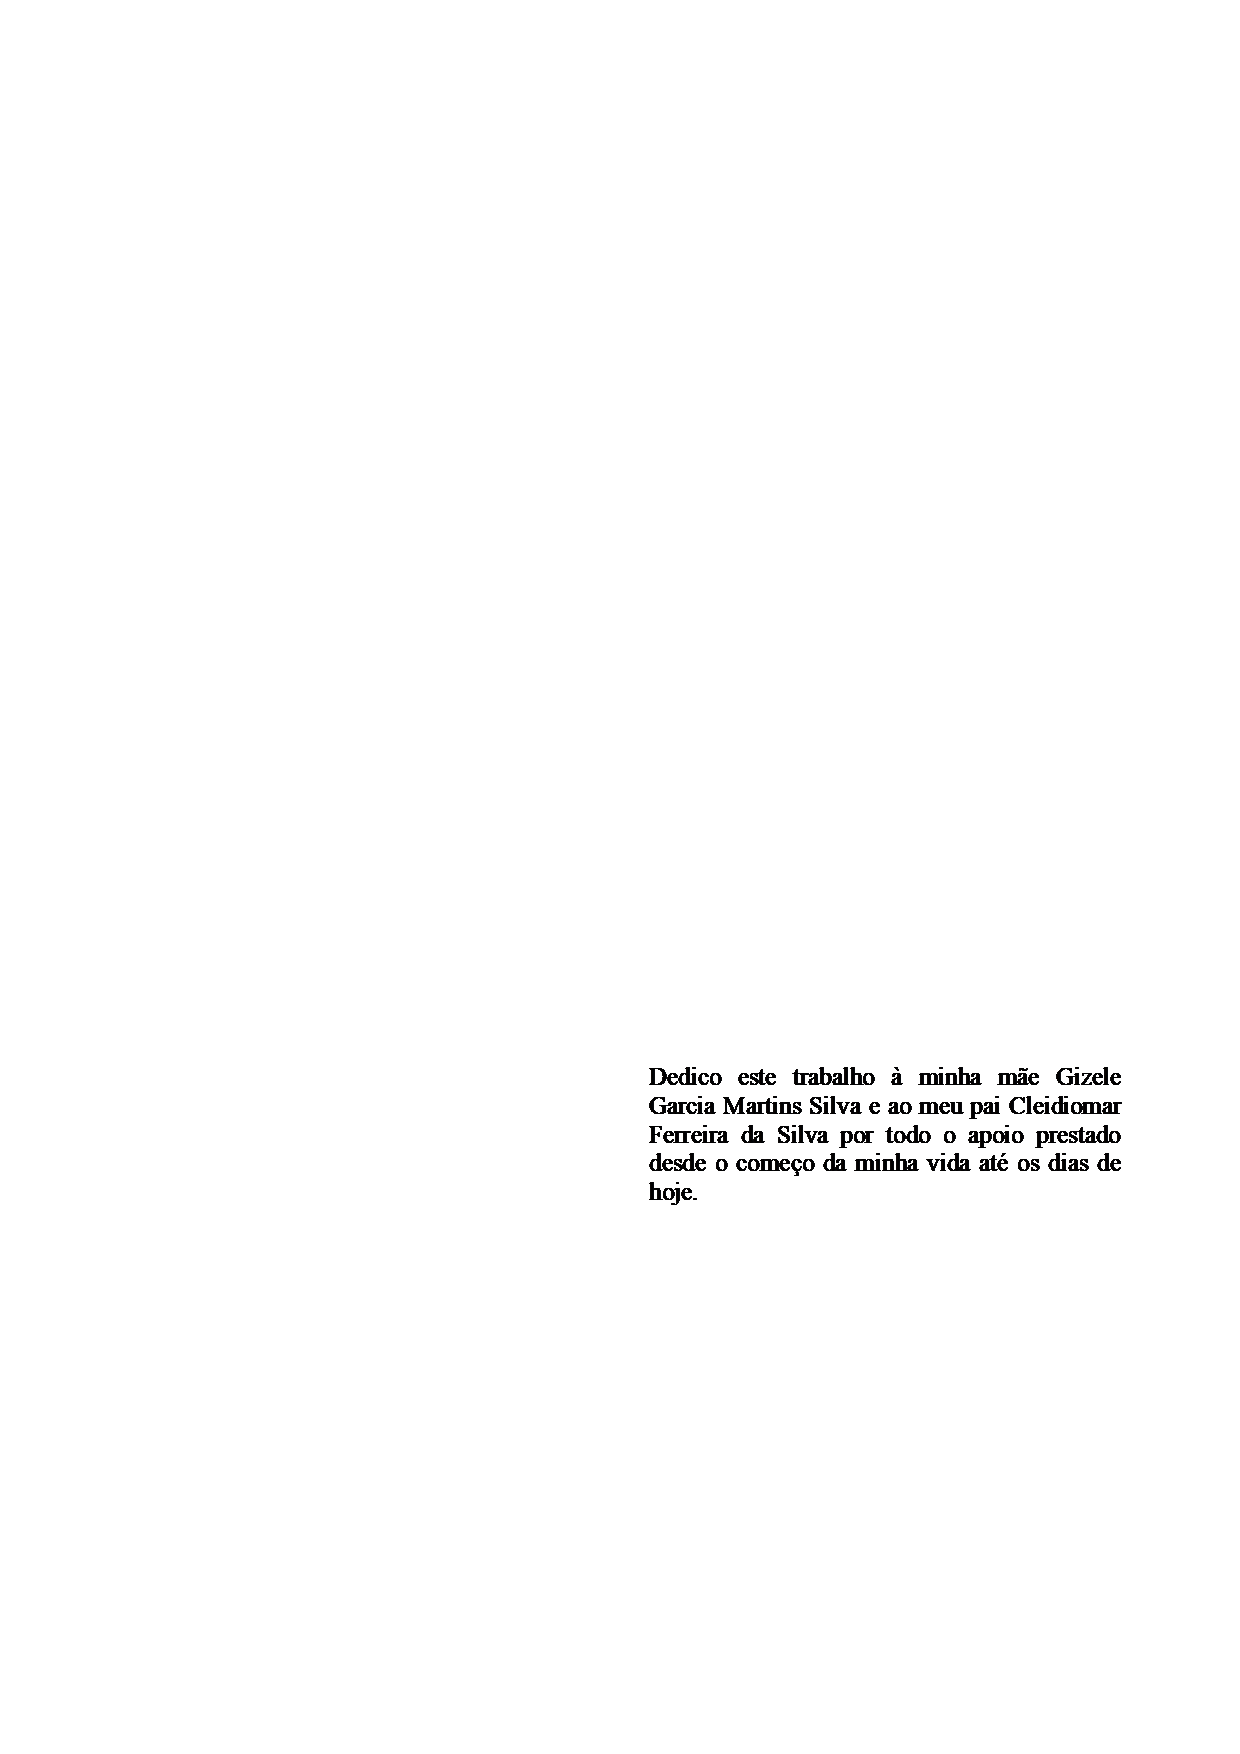 Dedico este trabalho à minha mãe Gizele
Garcia Martins Silva e ao meu pai Cleidiomar
Ferreira da Silva por todo o apoio prestado
desde o começo da minha vida até os dias de
hoje.